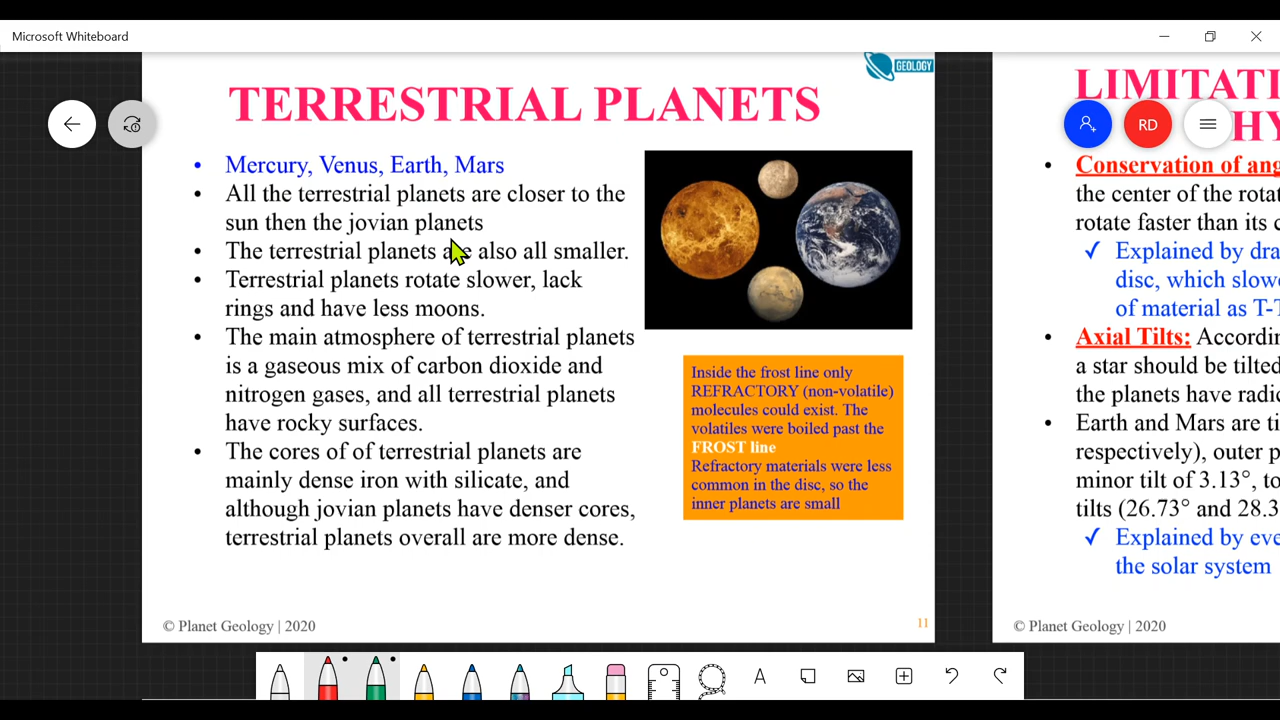 Microsoft Whiteboard
GEOLOGY
TERRESTRIAL PLANETS
• Mercury, Venus, Earth, Mars
• All the terrestrial planets are closer to the
sun then the jovian planets
• The terrestrial planets are also all smaller.
• Terrestrial planets rotate slower, lack
rings and have less moons.
• The main atmosphere of terrestrial planets
is a gaseous mix of carbon dioxide and
nitrogen gases, and all terrestrial planets
have rocky surfaces.
• The cores of of terrestrial planets are
mainly dense iron with silicate, and
although jovian planets have denser cores,
terrestrial planets overall are more dense.
Inside the frost line only
REFRACTORY (non-volatile)
molecules could exist. The
volatiles were boiled past the
FROST line
Refractory materials were less
common in the disc, so the
inner planets are small
© Planet Geology | 2020
11
LIMITATI
HY
RD
• Conservation of ang
the center of the rota
rotate faster than its c
✓ Explained by dra
disc, which slow
of material as T-T
• Axial Tilts: Accordin
a star should be tilted
the planets have radic
• Earth and Mars are ti
respectively), outer p
minor tilt of 3.13°, to
tilts (26.73° and 28.3
✓ Explained by eve
the solar system
© Planet Geology | 2020
A